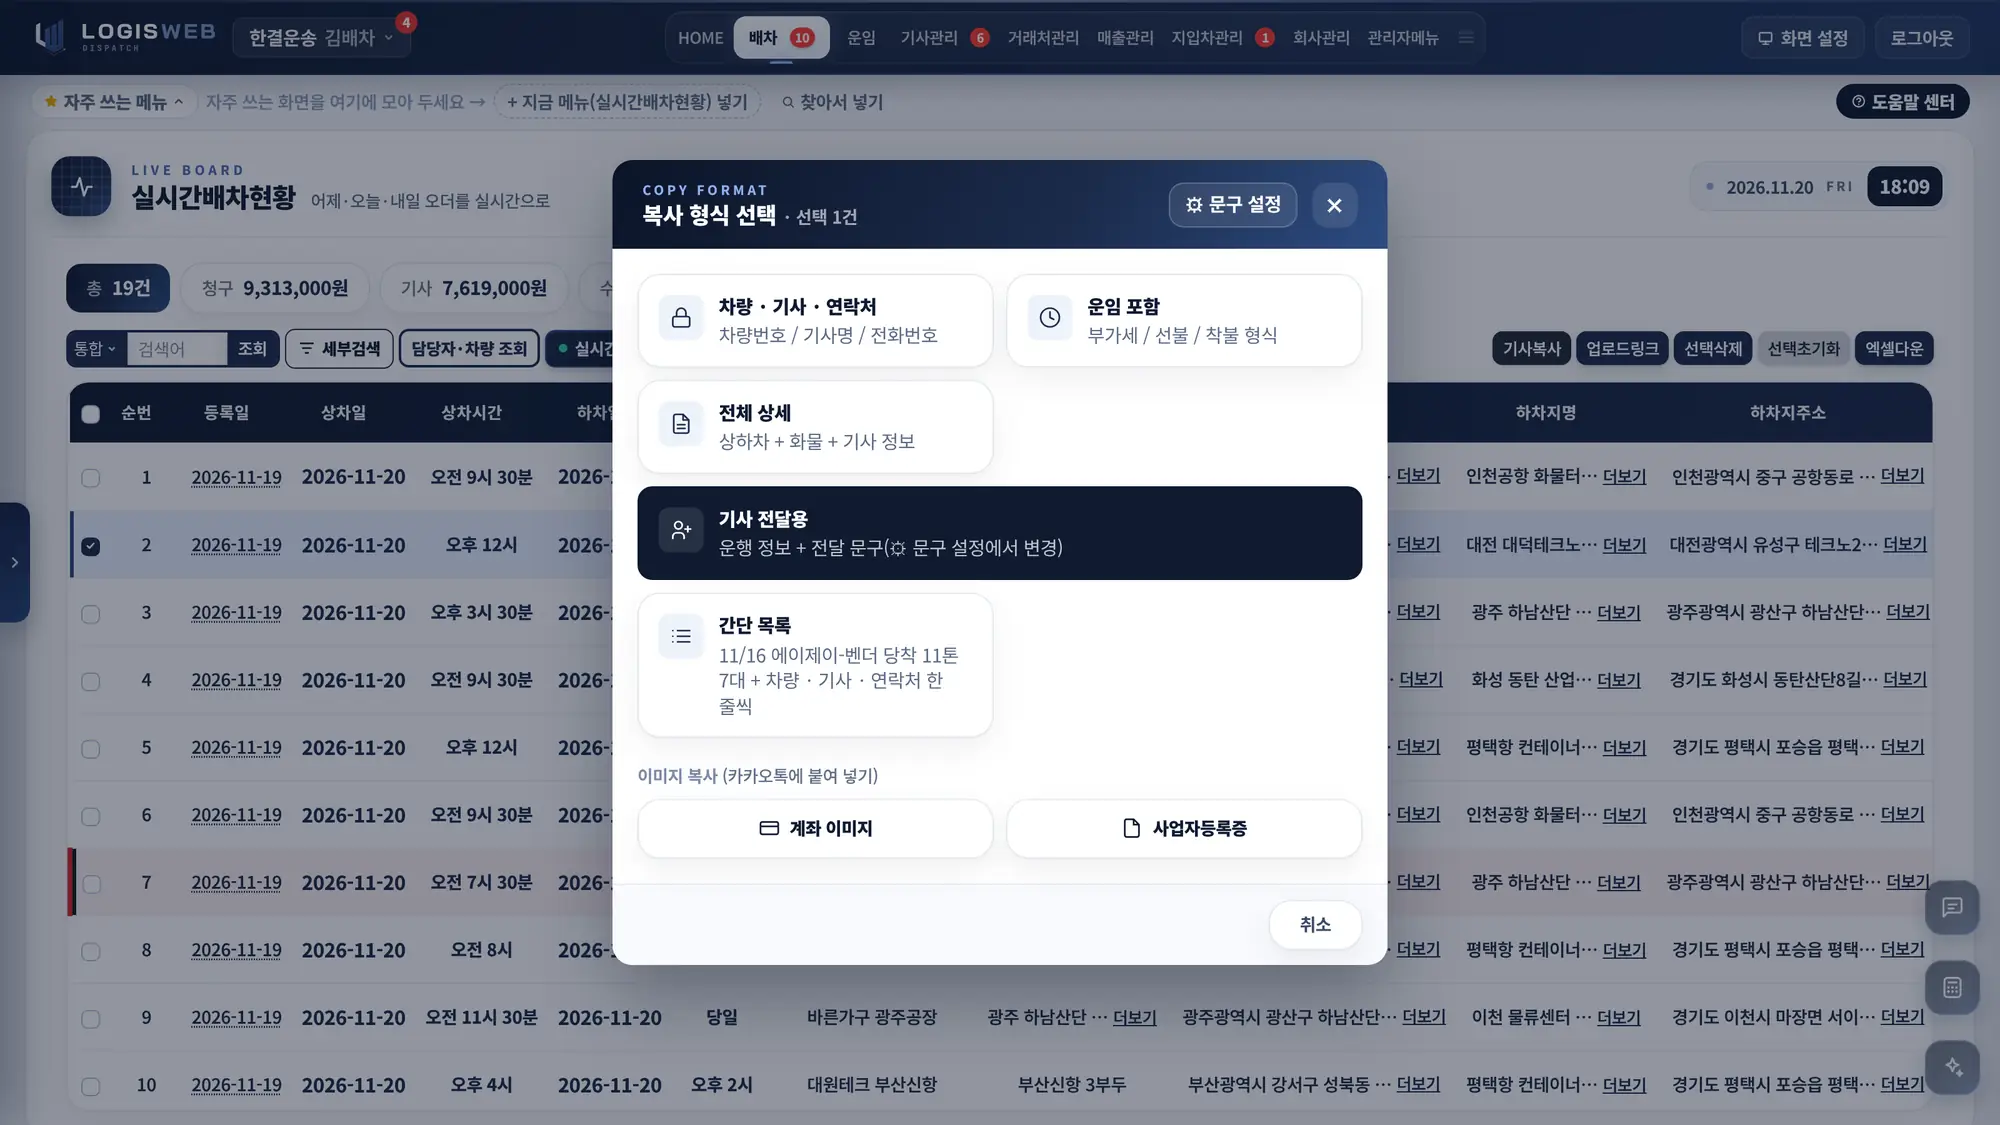 LOGISWEB
DISPATCH
한결운송 김배차
4
HOME
배차 10
운임
기사관리 6
거래처관리
매출관리
지입차관리 1
회사관리
관리자메뉴
화면 설정
로그아웃
자주 쓰는 메뉴
자주 쓰는 화면을 여기에 모아 두세요 →
+ 지금 메뉴(실시간배차현황) 넣기
찾아서 넣기
도움말 센터
LIVE BOARD
실시간배차현황 어제·오늘·내일 오더를 실시간으로
2026.11.20 FRI 18:09
총 19건
청구 9,313,000원
기사 7,619,000원
통합
검색어
조회
세부검색
담당자·차량 조회
기사복사
업로드링크
선택삭제
선택초기화
엑셀다운
순번 등록일 상차일 상차시간 하차지명 하차지주소
1 2026-11-19 2026-11-20 오전 9시 30분 더보기 인천공항 화물터⋯ 더보기 인천광역시 중구 공항동로 ⋯ 더보기
2 2026-11-19 2026-11-20 오후 12시 더보기 대전 대덕테크노⋯ 더보기 대전광역시 유성구 테크노2⋯ 더보기
3 2026-11-19 2026-11-20 오후 3시 30분 더보기 광주 하남산단 ⋯ 더보기 광주광역시 광산구 하남산단⋯ 더보기
4 2026-11-19 2026-11-20 오전 9시 30분 더보기 화성 동탄 산업⋯ 더보기 경기도 화성시 동탄산단8길⋯ 더보기
5 2026-11-19 2026-11-20 오후 12시 더보기 평택항 컨테이너⋯ 더보기 경기도 평택시 포승읍 평택⋯ 더보기
6 2026-11-19 2026-11-20 오전 9시 30분 더보기 인천공항 화물터⋯ 더보기 인천광역시 중구 공항동로 ⋯ 더보기
7 2026-11-19 2026-11-20 오전 7시 30분 더보기 광주 하남산단 ⋯ 더보기 광주광역시 광산구 하남산단⋯ 더보기
8 2026-11-19 2026-11-20 오전 8시 더보기 평택항 컨테이너⋯ 더보기 경기도 평택시 포승읍 평택⋯ 더보기
9 2026-11-19 2026-11-20 오전 11시 30분 2026-11-20 당일 바른가구 광주공장 광주 하남산단 ⋯ 더보기 광주광역시 광산구 하남산단⋯ 더보기 이천 물류센터 ⋯ 더보기 경기도 이천시 마장면 서이⋯ 더보기
10 2026-11-19 2026-11-20 오후 4시 2026-11-20 오후 2시 대원테크 부산신항 부산신항 3부두 부산광역시 강서구 성북동 ⋯ 더보기 평택항 컨테이너⋯ 더보기 경기도 평택시 포승읍 평택⋯ 더보기
COPY FORMAT
복사 형식 선택 · 선택 1건
문구 설정
차량 · 기사 · 연락처
차량번호 / 기사명 / 전화번호
운임 포함
부가세 / 선불 / 착불 형식
전체 상세
상하차 + 화물 + 기사 정보
기사 전달용
운행 정보 + 전달 문구(⚙ 문구 설정에서 변경)
간단 목록
11/16 에이제이-벤더 당착 11톤
7대 + 차량 · 기사 · 연락처 한
줄씩
이미지 복사 (카카오톡에 붙여 넣기)
계좌 이미지
사업자등록증
취소